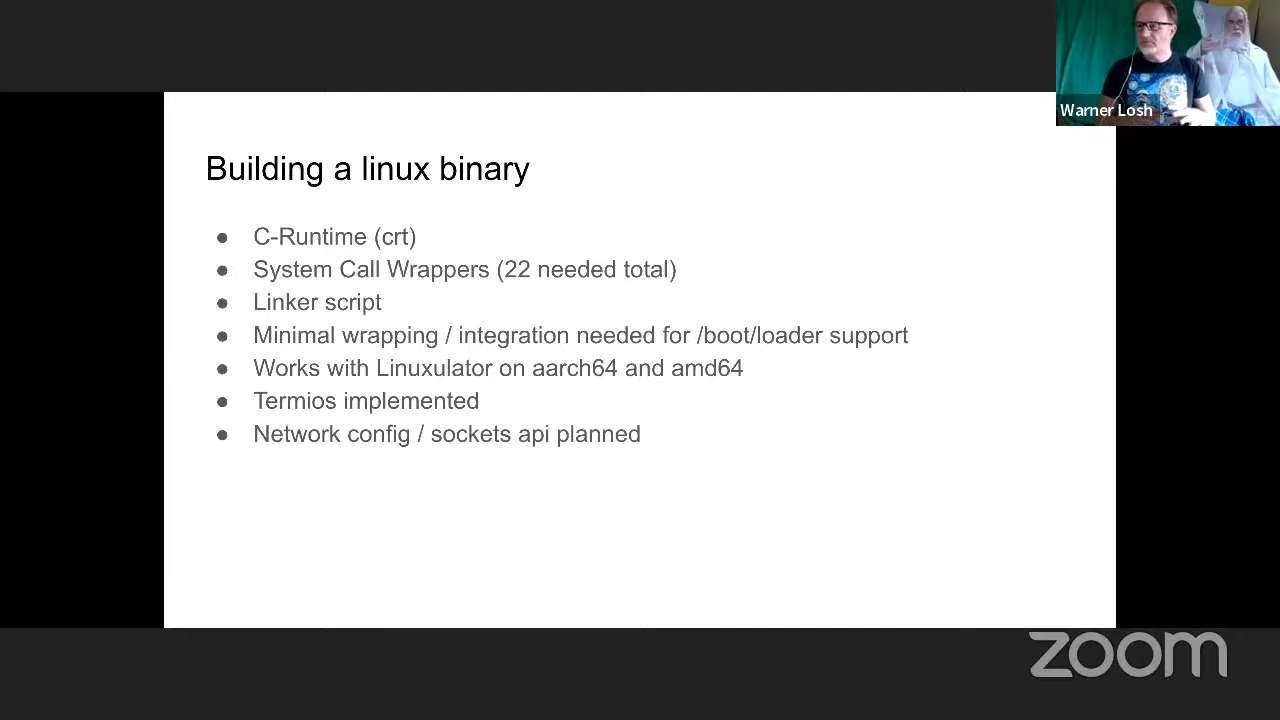 Warner Losh
Building a linux binary
● C-Runtime (crt)
● System Call Wrappers (22 needed total)
● Linker script
● Minimal wrapping / integration needed for /boot/loader support
● Works with Linuxulator on aarch64 and amd64
● Termios implemented
● Network config / sockets api planned
zoom